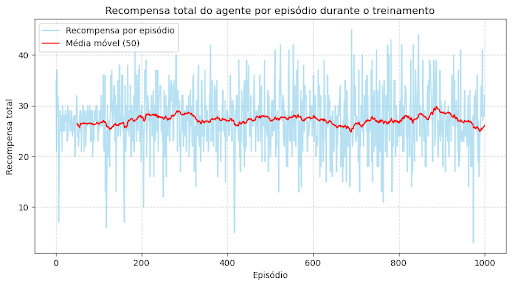 Recompensa total do agente por episódio durante o treinamento
Recompensa por episódio
Média móvel (50)
Recompensa total
40
30
20
10
0
200
400
600
800
1000
Episódio